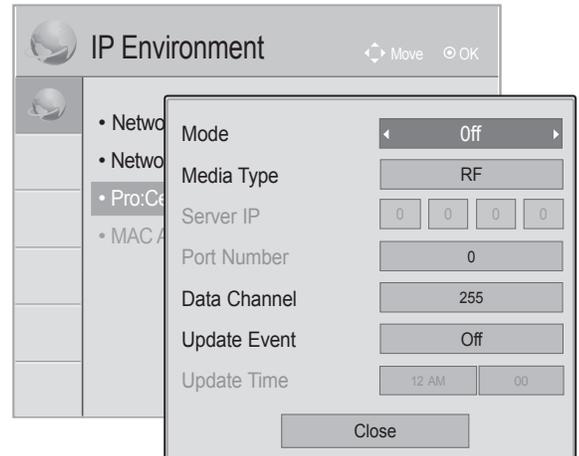 IP Environment
Move OK
• Netwo
• Netwo
• Pro:Ce
• MAC A
Mode Off
Media Type RF
Server IP 0 0 0 0
Port Number 0
Data Channel 255
Update Event Off
Update Time 12 AM 00
Close